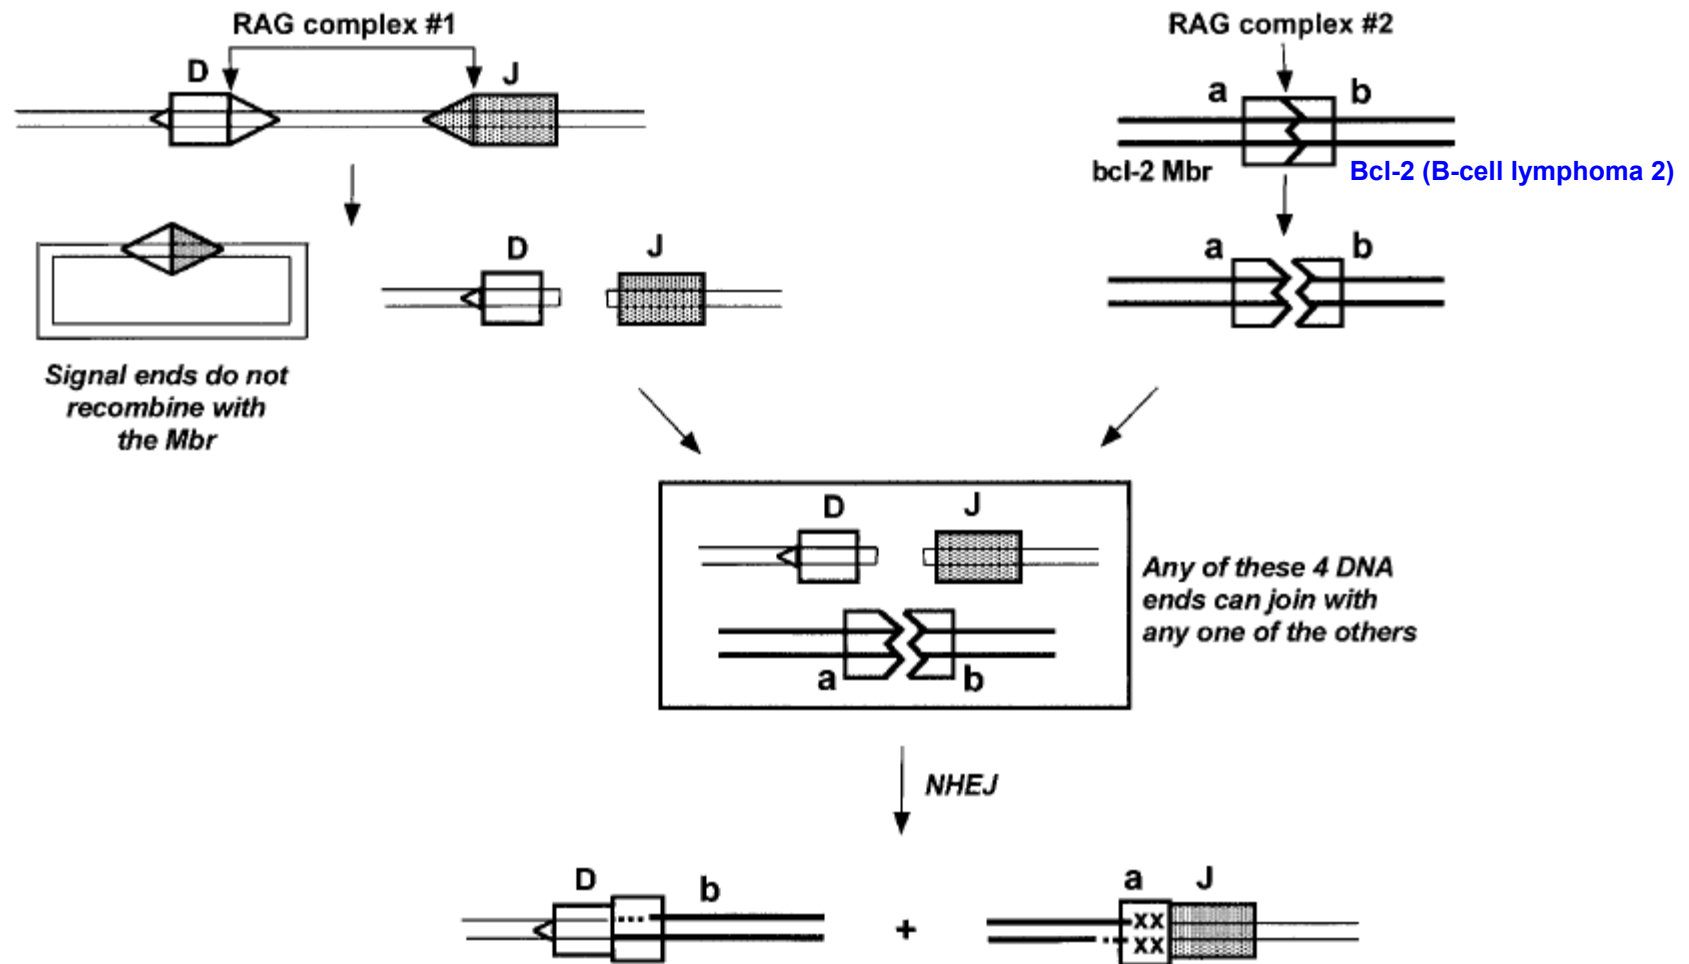 RAG complex #1
D
J
RAG complex #2
a
b
bcl-2 Mbr
Bcl-2 (B-cell lymphoma 2)
D
J
a
b
Signal ends do not
recombine with
the Mbr
D
J
a
b
Any of these 4 DNA
ends can join with
any one of the others
NHEJ
D
b
+
a
J
xx
xx